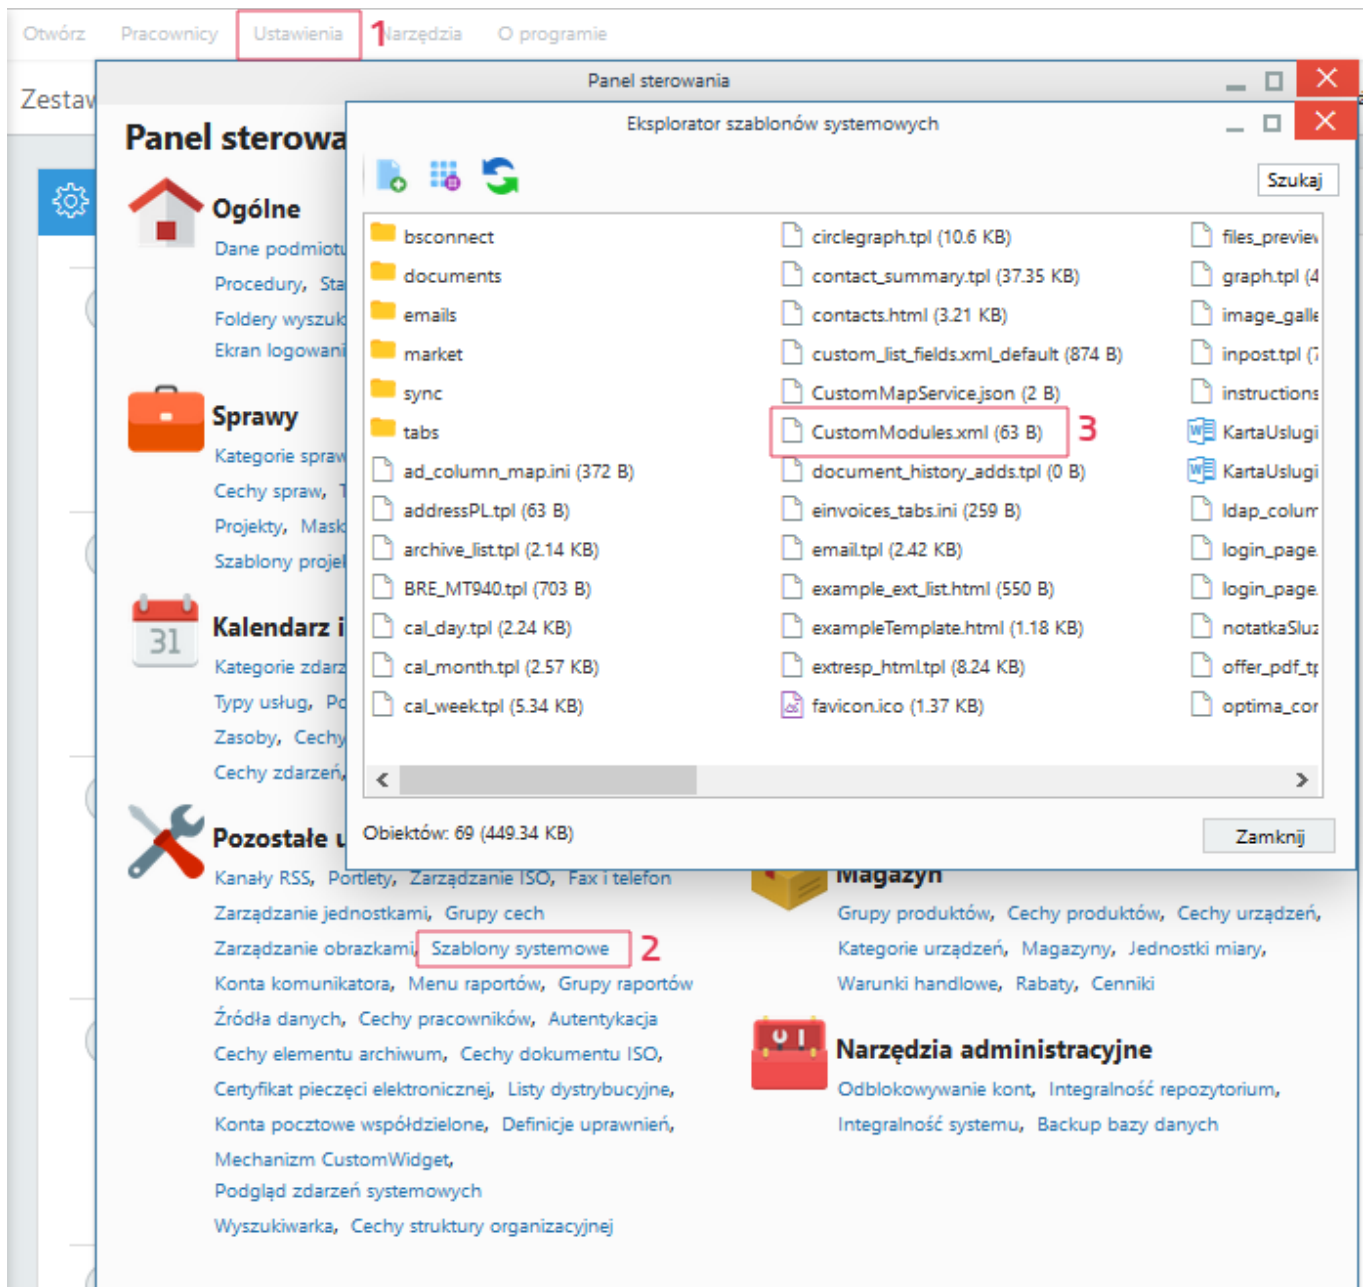 Otwórz Pracownicy Ustawienia 1 Narzędzia O programie
Panel sterowania
Zestaw
Eksplorator szablonów systemowych
Panel sterowa
Szukaj
Ogólne
Dane podmiotu
Procedury, Sta
Foldery wyszuk
Ekran logowani
bsconnect circlegraph.tpl (10.6 KB) files_preview
documents contact_summary.tpl (37.35 KB) graph.tpl (4
emails contacts.html (3.21 KB) image_galle
market custom_list_fields.xml_default (874 B) inpost.tpl (7
sync CustomMapService.json (2 B) instructions
tabs CustomModules.xml (63 B) 3 KartaUslugi
ad_column_map.ini (372 B) document_history_adds.tpl (0 B) KartaUslugi
addressPL.tpl (63 B) einvoices_tabs.ini (259 B) ldap_colum
archive_list.tpl (2.14 KB) email.tpl (2.42 KB) login_page.
BRE_MT940.tpl (703 B) example_ext_list.html (550 B) login_page.
cal_day.tpl (2.24 KB) exampleTemplate.html (1.18 KB) notatkaSluz
cal_month.tpl (2.57 KB) extresp_html.tpl (8.24 KB) offer_pdf_tp
cal_week.tpl (5.34 KB) favicon.ico (1.37 KB) optima_cor
Sprawy
Kategorie spraw
Cechy spraw, T
Projekty, Mask
Szablony projek
31
Kalendarz i
Kategorie zdarz
Typy usług, Po
Zasoby, Cechy
Cechy zdarzeń,
Obiektów: 69 (449.34 KB)
Zamknij
Pozostałe u
Kanały RSS, Portlety, Zarządzanie ISO, Fax i telefon
Zarządzanie jednostkami, Grupy cech
Zarządzanie obrazkami, Szablony systemowe 2
Konta komunikatora, Menu raportów, Grupy raportów
Źródła danych, Cechy pracowników, Autentykacja
Cechy elementu archiwum, Cechy dokumentu ISO,
Certyfikat pieczęci elektronicznej, Listy dystrybucyjne,
Konta pocztowe współdzielone, Definicje uprawnień,
Mechanizm CustomWidget,
Podgląd zdarzeń systemowych
Wyszukiwarka, Cechy struktury organizacyjnej
Magazyn
Grupy produktów, Cechy produktów, Cechy urządzeń,
Kategorie urządzeń, Magazyny, Jednostki miary,
Warunki handlowe, Rabaty, Cenniki
Narzędzia administracyjne
Odblokowywanie kont, Integralność repozytorium,
Integralność systemu, Backup bazy danych